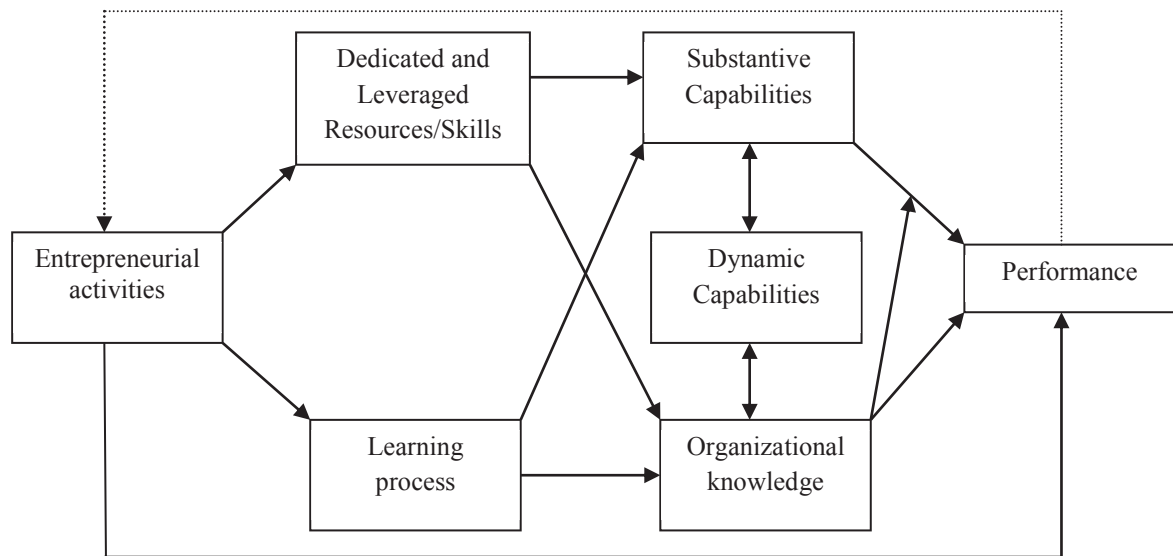 Dedicated and
Leveraged
Resources/Skills
Substantive
Capabilities
Entrepreneurial
activities
Dynamic
Capabilities
Performance
Learning
process
Organizational
knowledge